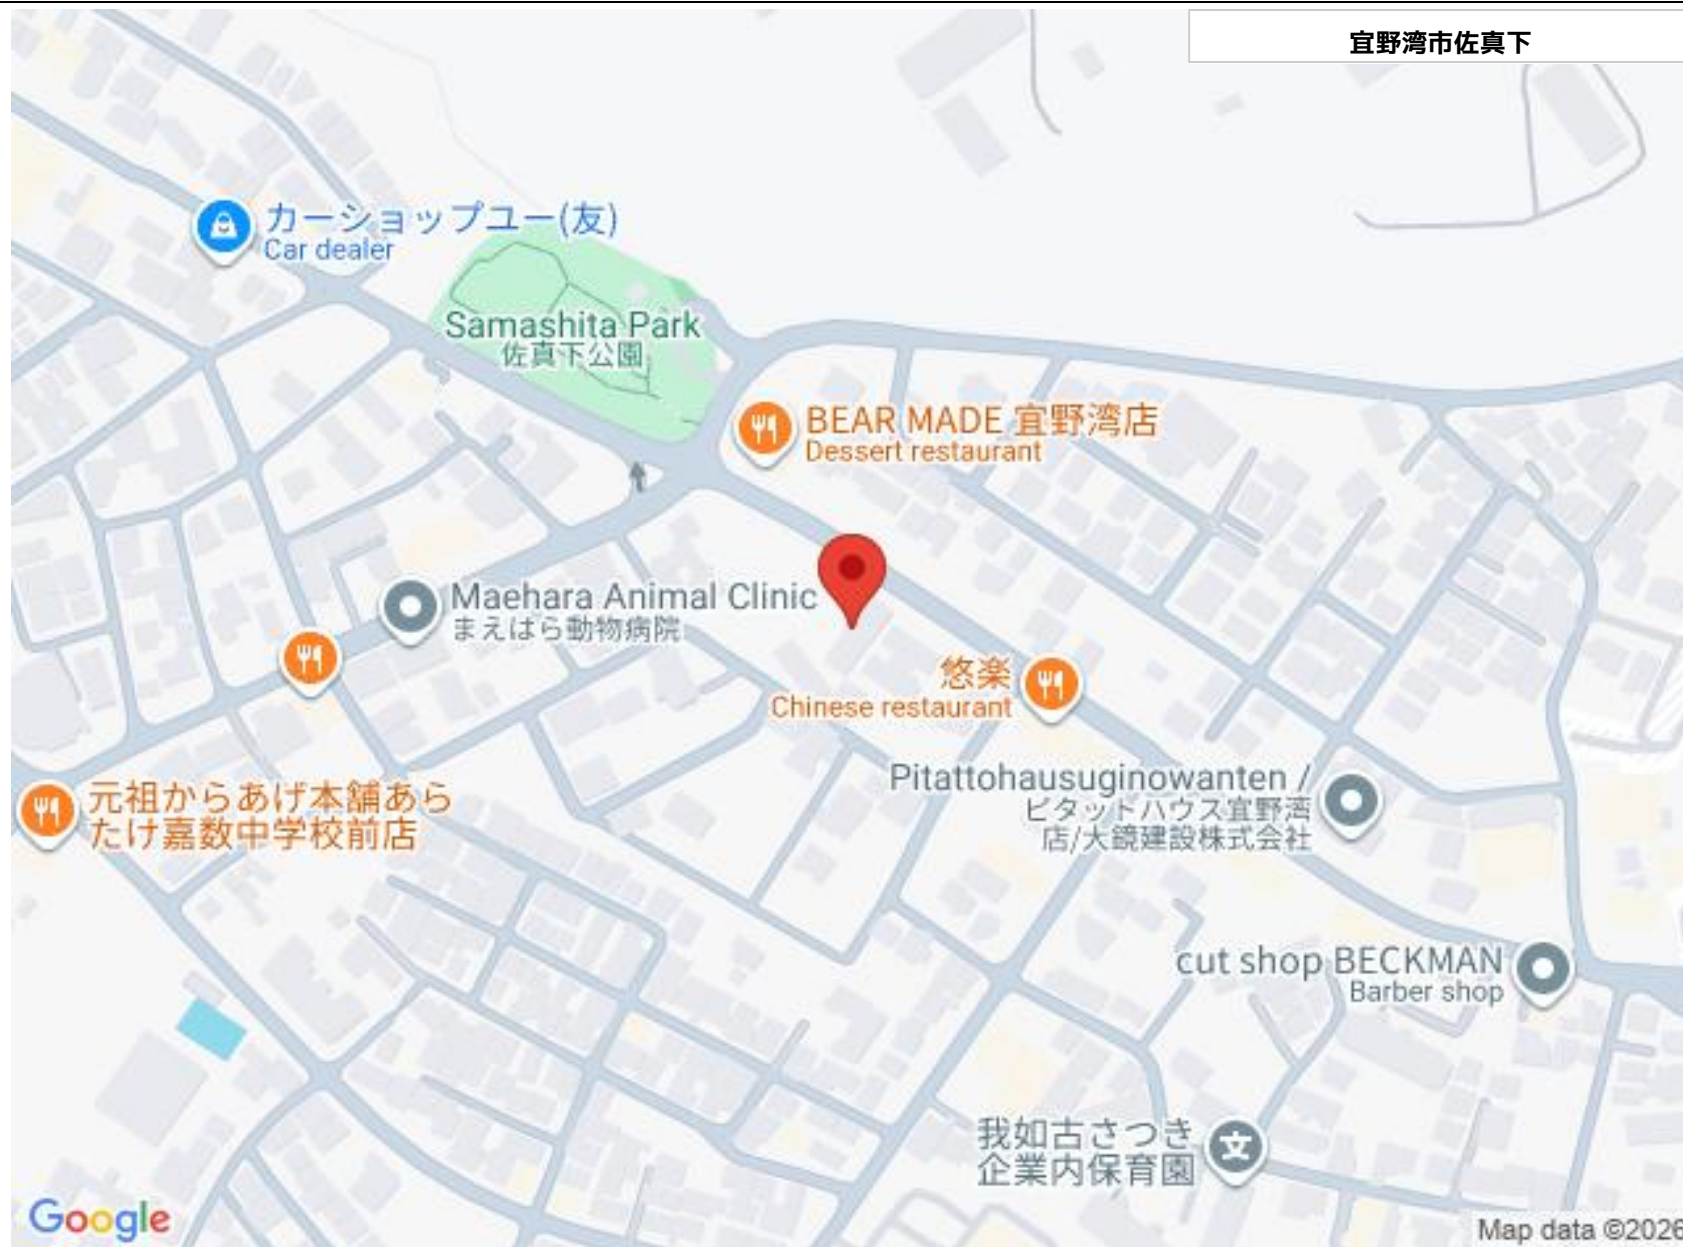 宜野湾市佐真下
カーショップユー(友)
Car dealer
Samashita Park
佐真下公園
BEAR MADE 宜野湾店
Dessert restaurant
Maehara Animal Clinic
まえはら動物病院
悠楽
Chinese restaurant
Pitattohausuginowanten /
ピタットハウス宜野湾
店/大鏡建設株式会社
元祖からあげ本舗あら
たけ嘉数中学校前店
cut shop BECKMAN
Barber shop
我如古さつき
企業内保育園
文
Google
Map data ©2026